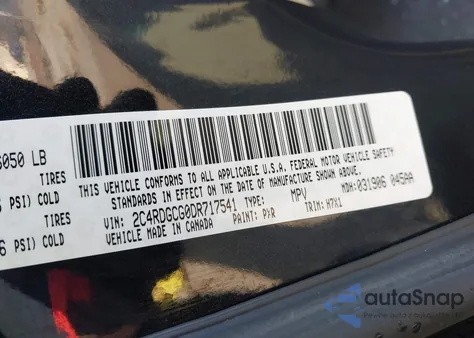 6050 LB
TIRES
PSI) COLD
TIRES
6 PSI) COLD
THIS VEHICLE CONFORMS TO ALL APPLICABLE U.S.A. FEDERAL MOTOR VEHICLE SAFETY
STANDARDS IN EFFECT ON THE DATE OF MANUFACTURE SHOWN ABOVE.
VIN: 2C4RDGCG0DR717541 TYPE: MPV MDH: 031906 045AA
VEHICLE MADE IN CANADA PAINT: PXR TRIM: H7X1
autoSnap